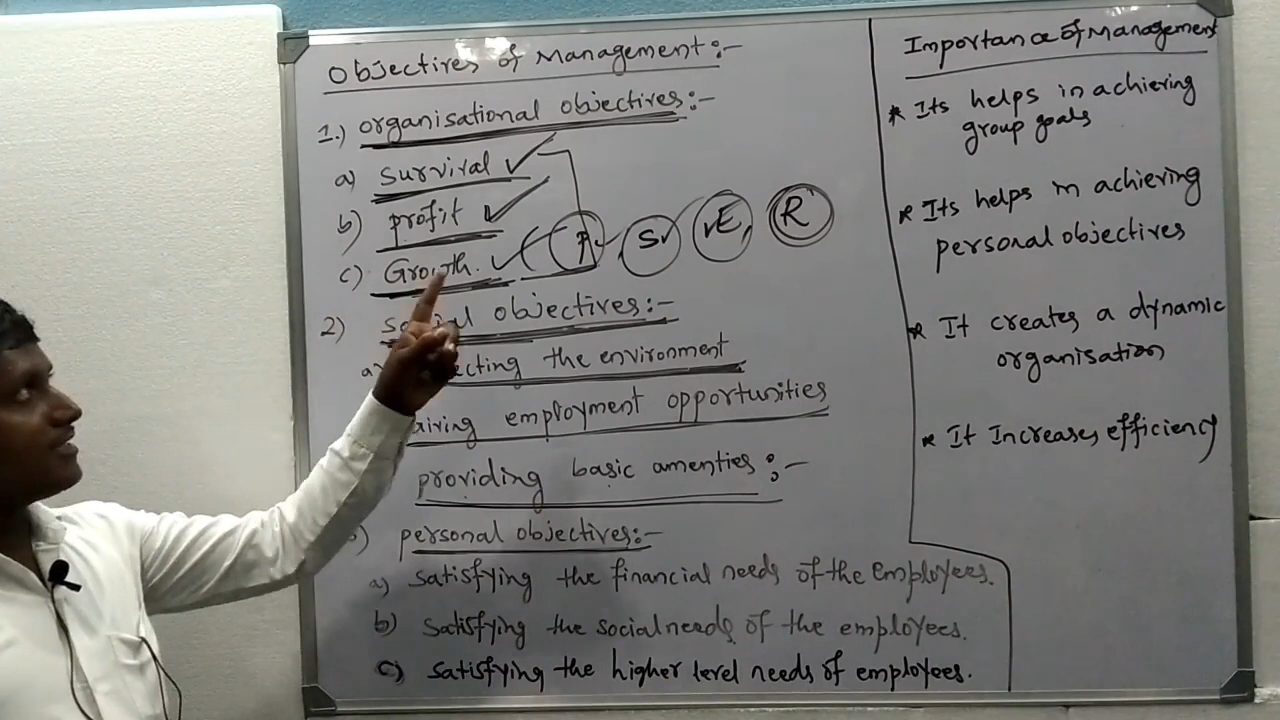 Objectives of Management:-
1.) organisational objectives:-
a) Survival ✓
b) profit ✓
c) Growth. ✓
P S E R
2) social objectives:-
a) ecting the environment
iving employment opportunities
providing basic amenties:-
) personal objectives:-
a) satisfying the financial needs of the employees.
b) satisfying the social needs of the employees.
c) satisfying the higher level needs of employees.
Importance of Management
* Its helps in achieving
group goals
* Its helps in achieving
personal objectives
* It creates a dynamic
organisation
* It Increases efficiency